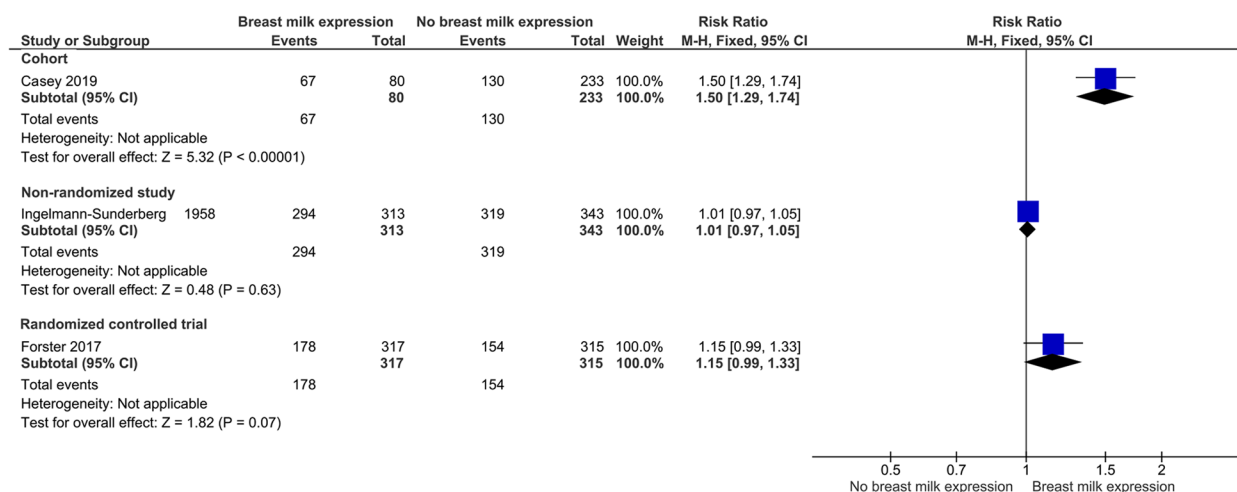 Breast milk expression No breast milk expression Risk Ratio Risk Ratio
Study or Subgroup Events Total Events Total Weight M-H, Fixed, 95% CI M-H, Fixed, 95% CI
Cohort
Casey 2019 67 80 130 233 100.0% 1.50 [1.29, 1.74]
Subtotal (95% CI) 80 233 100.0% 1.50 [1.29, 1.74]
Total events 67 130
Heterogeneity: Not applicable
Test for overall effect: Z = 5.32 (P < 0.00001)
Non-randomized study
Ingelmann-Sunderberg 1958 294 313 319 343 100.0% 1.01 [0.97, 1.05]
Subtotal (95% CI) 313 343 100.0% 1.01 [0.97, 1.05]
Total events 294 319
Heterogeneity: Not applicable
Test for overall effect: Z = 0.48 (P = 0.63)
Randomized controlled trial
Forster 2017 178 317 154 315 100.0% 1.15 [0.99, 1.33]
Subtotal (95% CI) 317 315 100.0% 1.15 [0.99, 1.33]
Total events 178 154
Heterogeneity: Not applicable
Test for overall effect: Z = 1.82 (P = 0.07)
0.5 0.7 1 1.5 2
No breast milk expression Breast milk expression